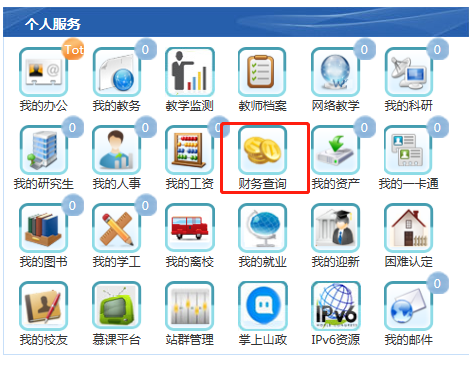 个人服务
Tot 0 0 0
我的办公 我的教务 教学监测 教师档案 网络教学 我的科研
0 0 0 0 0
我的研究生 我的人事 我的工资 财务查询 我的资产 我的一卡通
0
我的图书 我的学工 我的离校 我的就业 我的迎新 困难认定
IPv6 0
我的校友 慕课平台 站群管理 掌上山政 IPv6资源 我的邮件